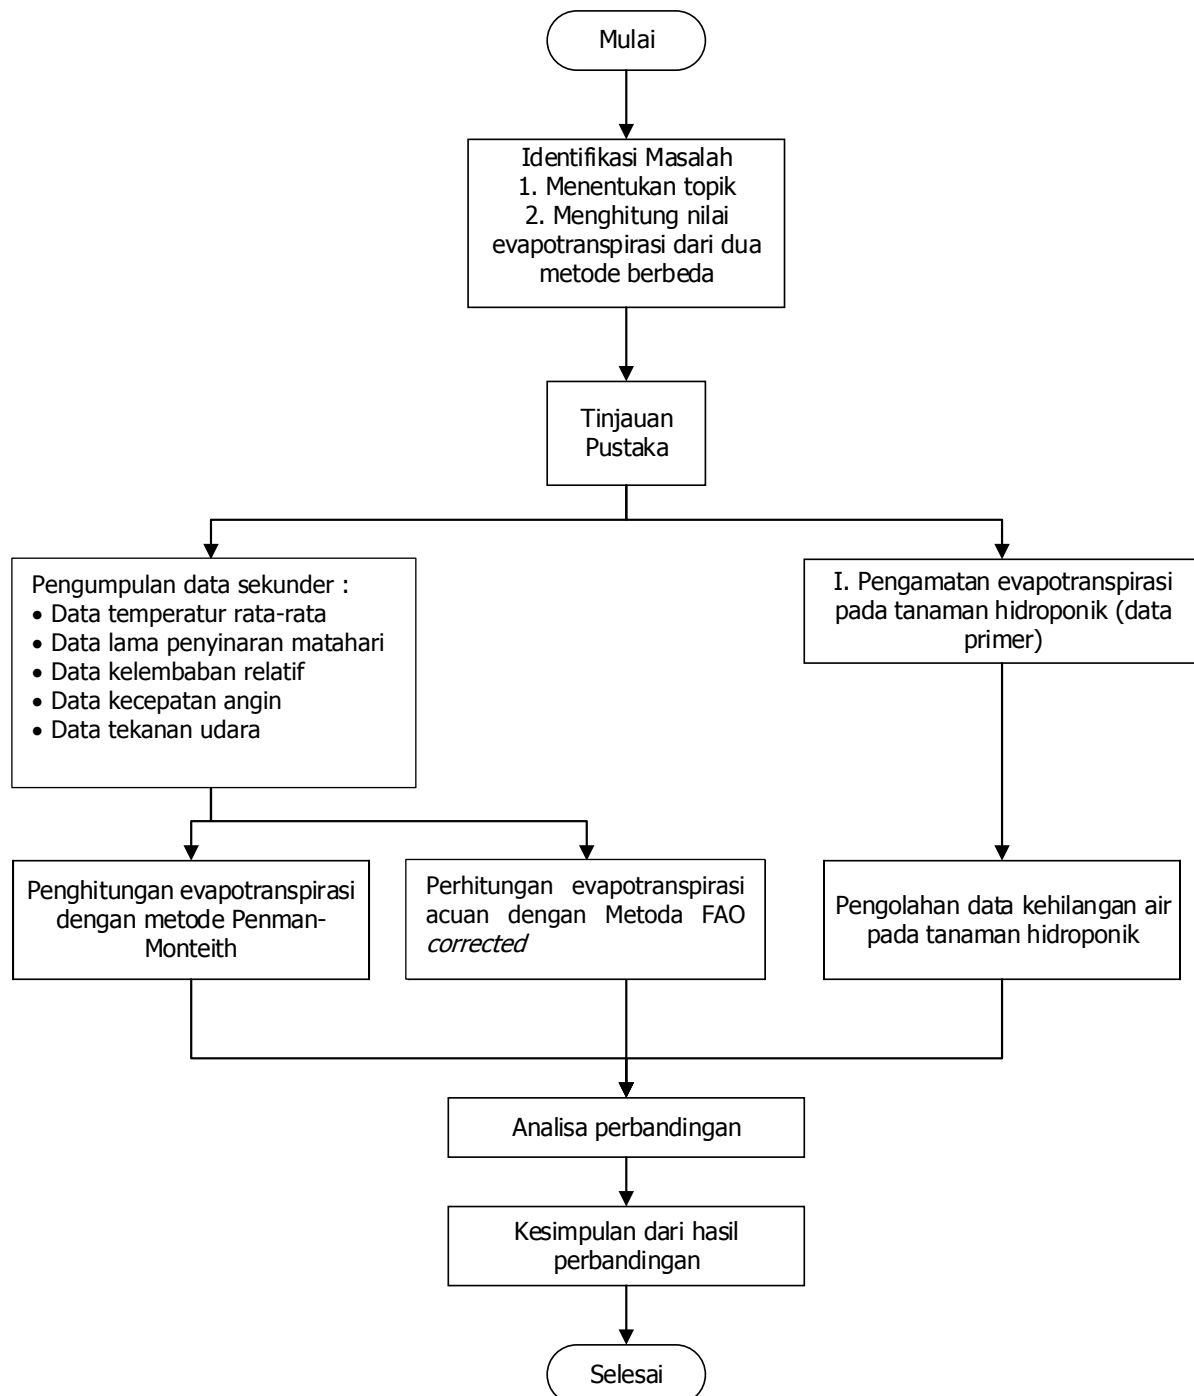 Mulai
Identifikasi Masalah
1. Menentukan topik
2. Menghitung nilai
evapotranspirasi dari dua
metode berbeda
Tinjauan
Pustaka
Pengumpulan data sekunder :
• Data temperatur rata-rata
• Data lama penyinaran matahari
• Data kelembaban relatif
• Data kecepatan angin
• Data tekanan udara
I. Pengamatan evapotranspirasi
pada tanaman hidroponik (data
primer)
Penghitungan evapotranspirasi
dengan metode Penman-
Monteith
Perhitungan evapotranspirasi
acuan dengan Metoda FAO
corrected
Pengolahan data kehilangan air
pada tanaman hidroponik
Analisa perbandingan
Kesimpulan dari hasil
perbandingan
Selesai